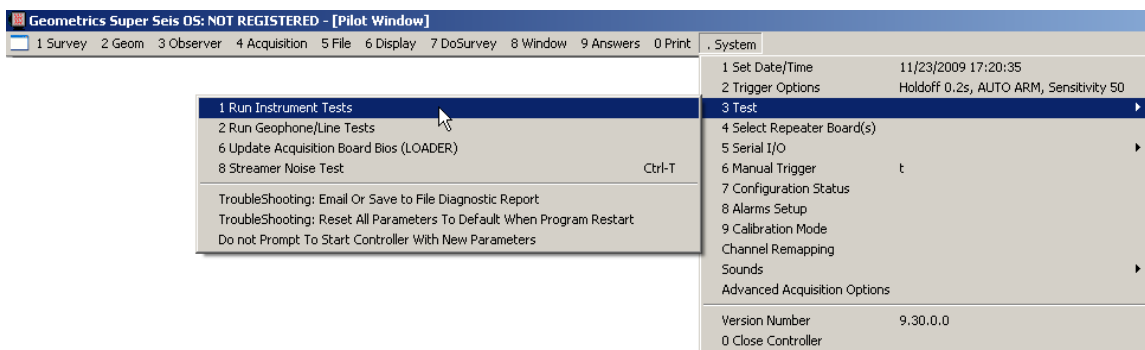 Geometrics Super Seis OS: NOT REGISTERED - [Pilot Window]
1 Survey 2 Geom 3 Observer 4 Acquisition 5 File 6 Display 7 DoSurvey 8 Window 9 Answers 0 Print . System
1 Set Date/Time 11/23/2009 17:20:35
2 Trigger Options Holdoff 0.2s, AUTO ARM, Sensitivity 50
3 Test
4 Select Repeater Board(s)
5 Serial I/O
6 Manual Trigger t
7 Configuration Status
8 Alarms Setup
9 Calibration Mode
Channel Remapping
Sounds
Advanced Acquisition Options
Version Number 9.30.0.0
0 Close Controller
1 Run Instrument Tests
2 Run Geophone/Line Tests
6 Update Acquisition Board Bios (LOADER)
8 Streamer Noise Test Ctrl-T
TroubleShooting: Email Or Save to File Diagnostic Report
TroubleShooting: Reset All Parameters To Default When Program Restart
Do not Prompt To Start Controller With New Parameters